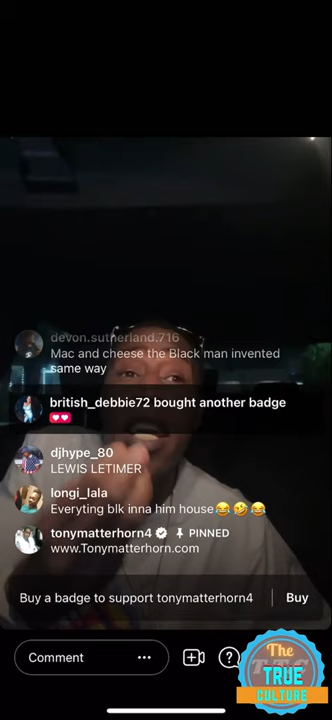 devon.sutherland.716
Mac and cheese the Black man invented
same way
british_debbie72 bought another badge
djhype_80
LEWIS LETIMER
longi_lala
Everyting blk inna him house😂🤣😂
tonymatterhorn4 PINNED
www.Tonymatterhorn.com
Buy a badge to support tonymatterhorn4 Buy
Comment
The
TRUE
CULTURE